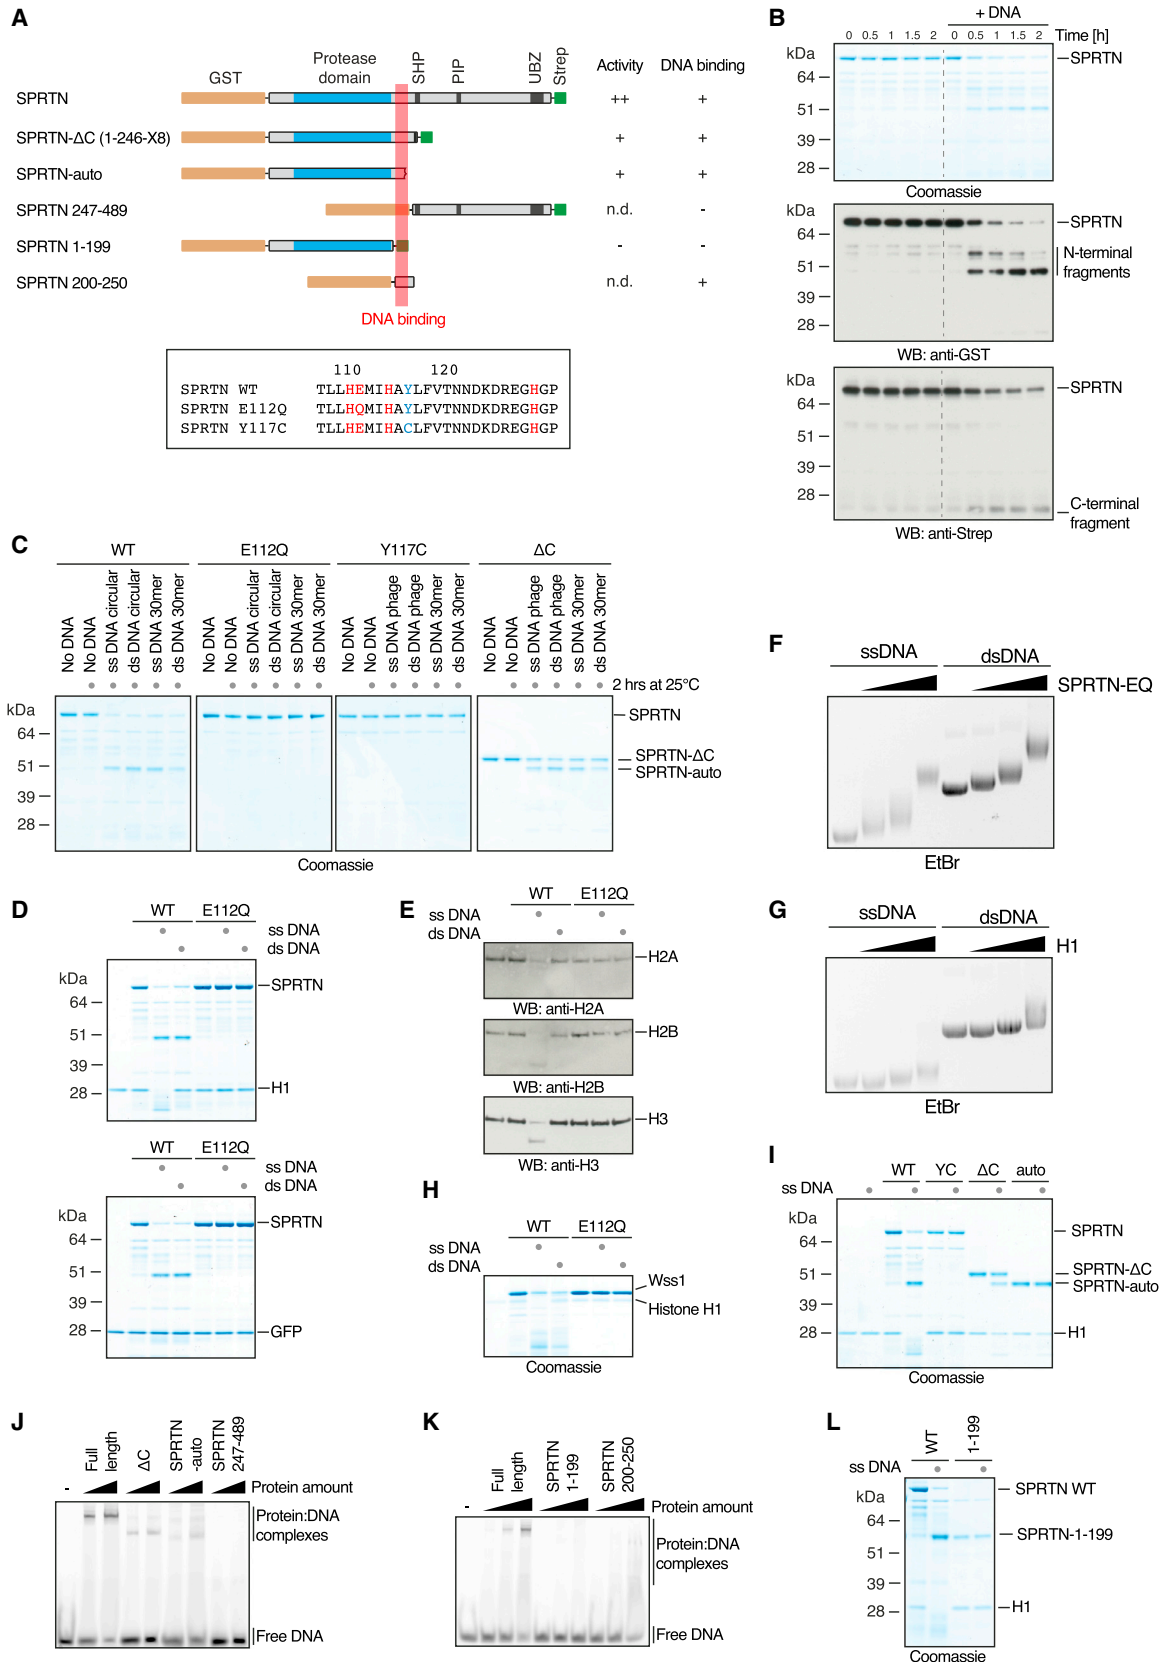 A
GST
Protease
domain
SHP
PIP
UBZ
Strep
Activity
DNA binding
SPRTN
++
+
SPRTN-ΔC (1-246-X8)
+
+
SPRTN-auto
+
+
SPRTN 247-489
n.d.
-
SPRTN 1-199
-
-
SPRTN 200-250
n.d.
+
DNA binding
110 120
SPRTN WT TLLHEMIHAYLFVTNNDKDREGHGP
SPRTN E112Q TLLHQMIHAYLFVTNNDKDREGHGP
SPRTN Y117C TLLHEMIHACLFVTNNDKDREGHGP
B
+ DNA
0 0.5 1 1.5 2 0 0.5 1 1.5 2 Time [h]
kDa
64
51
39
28
SPRTN
Coomassie
kDa
64
51
39
28
SPRTN
N-terminal
fragments
WB: anti-GST
kDa
64
51
39
28
SPRTN
C-terminal
fragment
WB: anti-Strep
C
WT
E112Q
Y117C
ΔC
No DNA
No DNA
ss DNA circular
ds DNA circular
ss DNA 30mer
ds DNA 30mer
No DNA
No DNA
ss DNA circular
ds DNA circular
ss DNA 30mer
ds DNA 30mer
No DNA
No DNA
ss DNA phage
ds DNA phage
ss DNA 30mer
ds DNA 30mer
No DNA
No DNA
ss DNA phage
ds DNA phage
ss DNA 30mer
ds DNA 30mer
2 hrs at 25°C
kDa
64
51
39
28
SPRTN
SPRTN-ΔC
SPRTN-auto
Coomassie
D
WT E112Q
ss DNA
ds DNA
kDa
64
51
39
28
SPRTN
H1
WT E112Q
ss DNA
ds DNA
kDa
64
51
39
28
SPRTN
GFP
E
WT E112Q
ss DNA
ds DNA
H2A
WB: anti-H2A
H2B
WB: anti-H2B
H3
WB: anti-H3
F
ssDNA dsDNA
SPRTN-EQ
EtBr
G
ssDNA dsDNA
H1
EtBr
H
WT E112Q
ss DNA
ds DNA
Wss1
Histone H1
Coomassie
I
WT YC ΔC auto
ss DNA
kDa
64
51
39
28
SPRTN
SPRTN-ΔC
SPRTN-auto
H1
Coomassie
J
-
Full
length
ΔC
SPRTN
-auto
SPRTN
247-489
Protein amount
Protein:DNA
complexes
Free DNA
K
-
Full
length
SPRTN
1-199
SPRTN
200-250
Protein amount
Protein:DNA
complexes
Free DNA
L
WT
1-199
ss DNA
kDa
64
51
39
28
SPRTN WT
SPRTN-1-199
H1
Coomassie